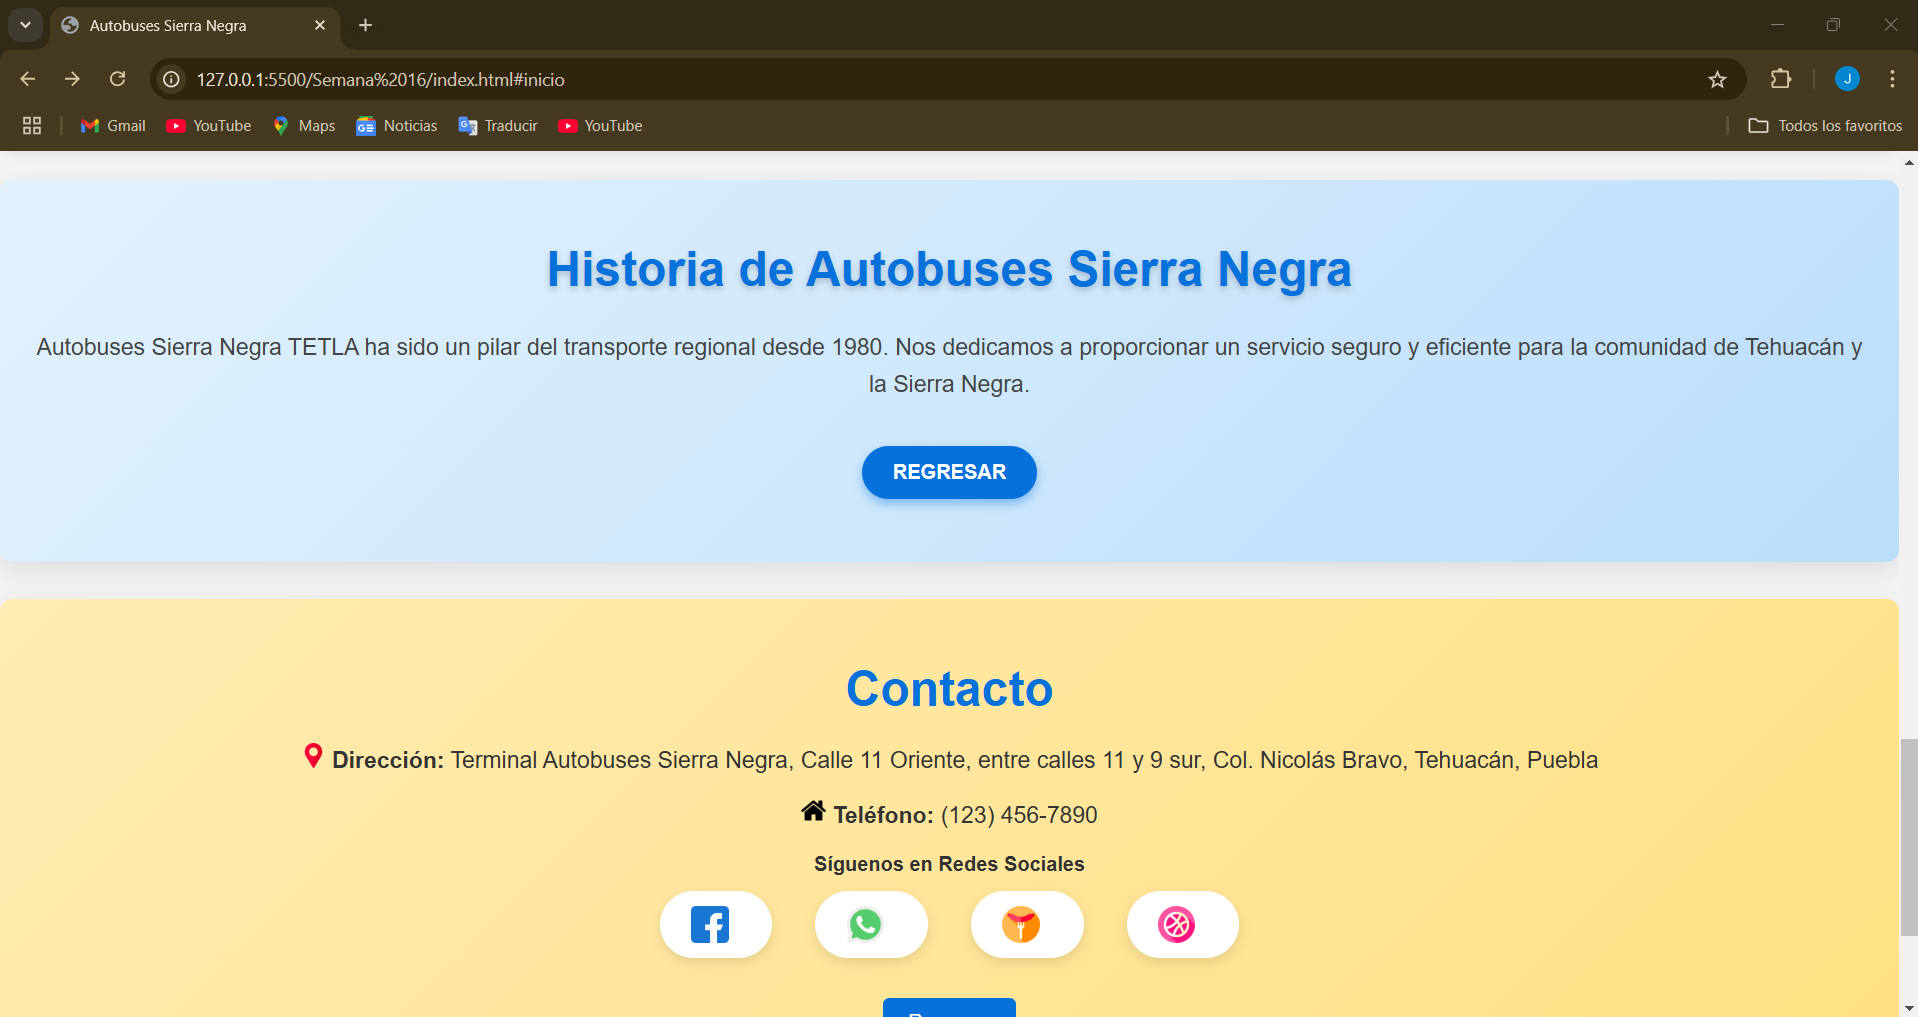 Autobuses Sierra Negra
127.0.0.1:5500/Semana%2016/index.html#inicio
J
Gmail
YouTube
Maps
Noticias
Traducir
YouTube
Todos los favoritos
Historia de Autobuses Sierra Negra
Autobuses Sierra Negra TETLA ha sido un pilar del transporte regional desde 1980. Nos dedicamos a proporcionar un servicio seguro y eficiente para la comunidad de Tehuacán y
la Sierra Negra.
REGRESAR
Contacto
Dirección: Terminal Autobuses Sierra Negra, Calle 11 Oriente, entre calles 11 y 9 sur, Col. Nicolás Bravo, Tehuacán, Puebla
Teléfono: (123) 456-7890
Síguenos en Redes Sociales